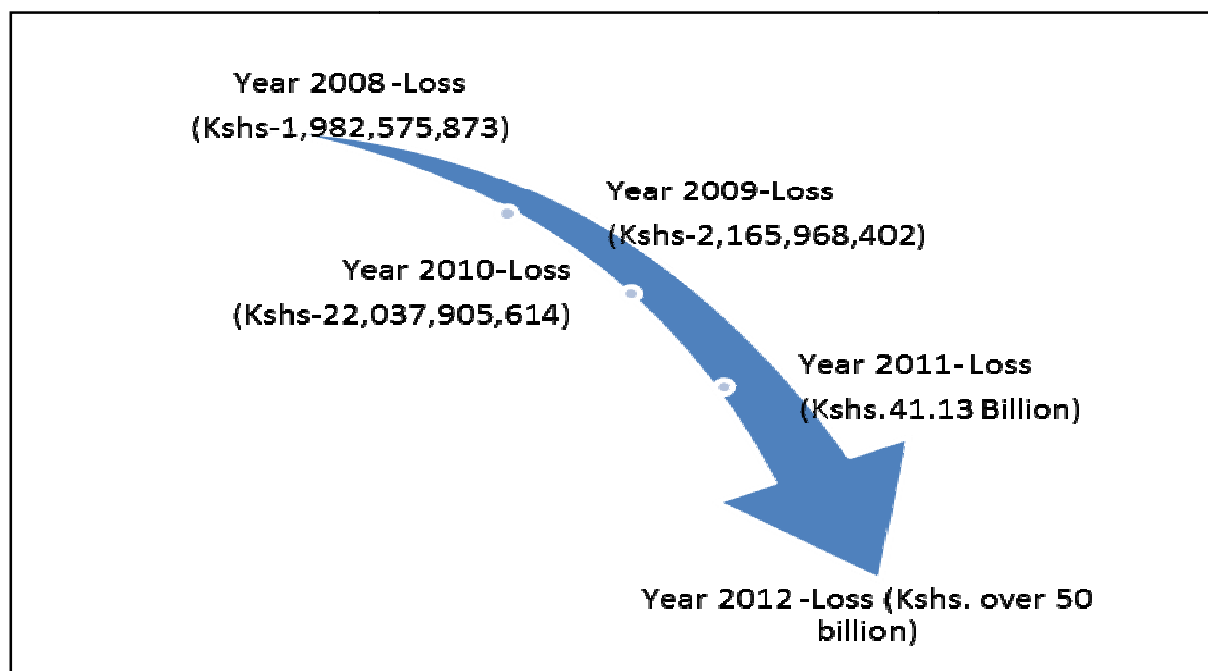 Year 2008-Loss
(Kshs-1,982,575,873)
Year 2009-Loss
(Kshs-2,165,968,402)
Year 2010-Loss
(Kshs-22,037,905,614)
Year 2011-Loss
(Kshs.41.13 Billion)
Year 2012-Loss (Kshs. over 50
billion)